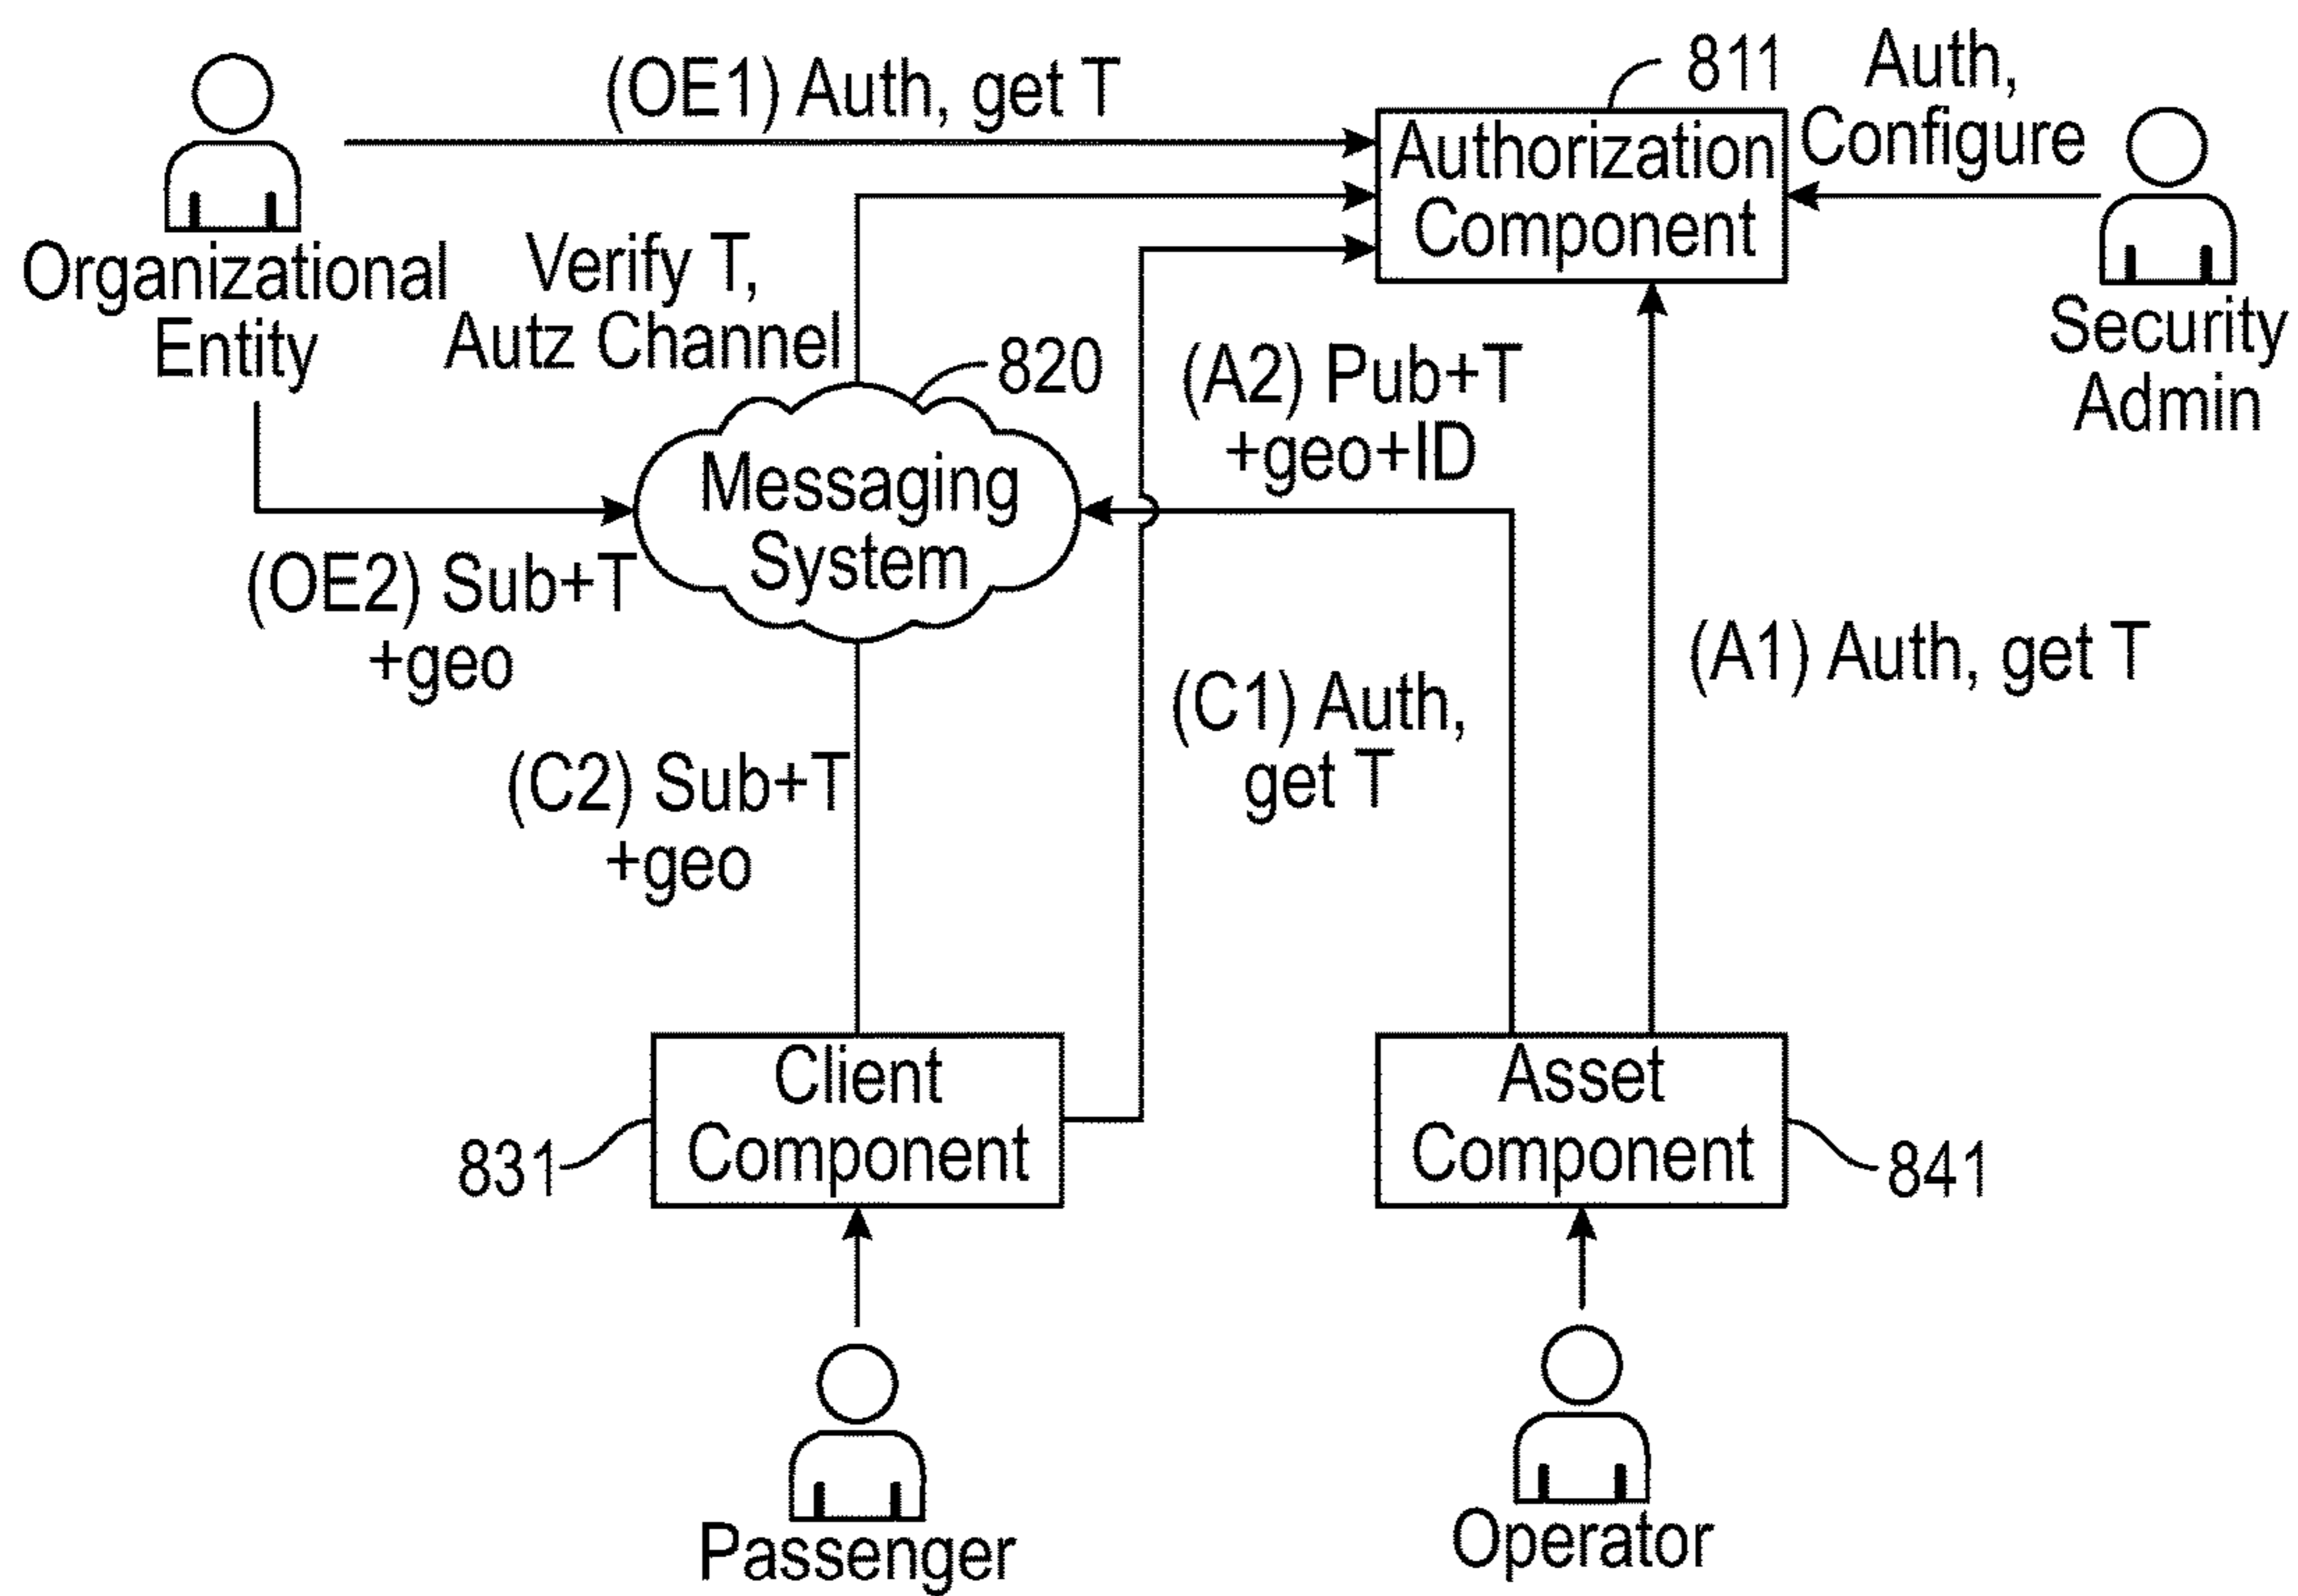 (OE1) Auth, get T
811
Auth,
Configure
Authorization
Component
Organizational
Entity
Verify T,
Autz Channel
820
(A2) Pub+T
+geo+ID
Security
Admin
Messaging
System
(OE2) Sub+T
+geo
(C2) Sub+T
+geo
(C1) Auth,
get T
(A1) Auth, get T
Client
Component
831
Asset
Component
841
Passenger
Operator